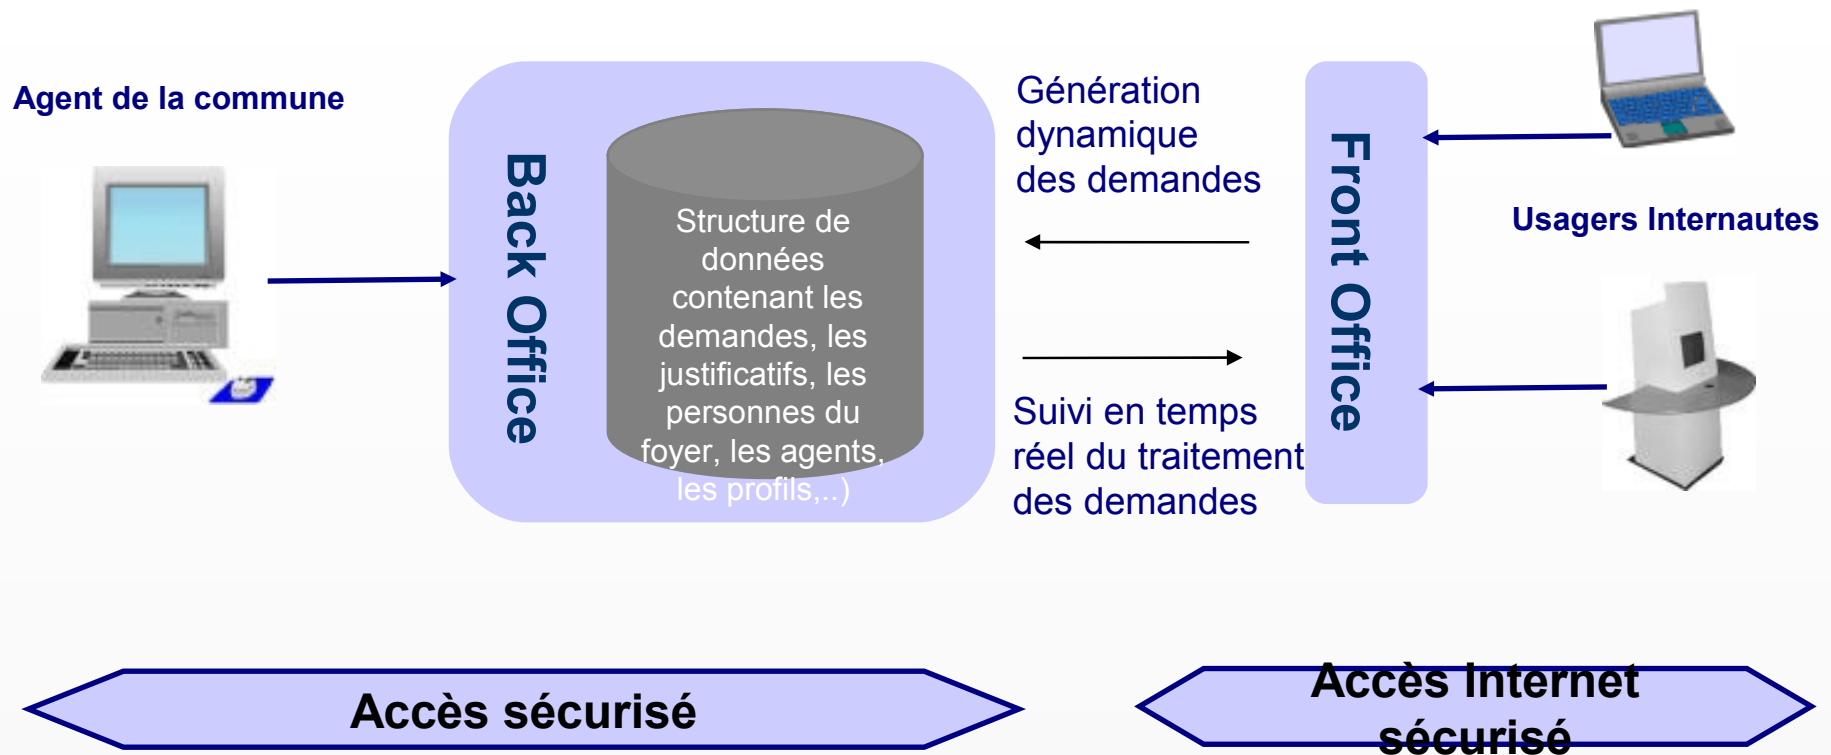 Agent de la commune
Back Office
Structure de
données
contenant les
demandes, les
justificatifs, les
personnes du
foyer, les agents,
les profils,..)
Génération
dynamique
des demandes
Suivi en temps
réel du traitement
des demandes
Front Office
Usagers Internautes
Accès sécurisé
Accès Internet
sécurisé